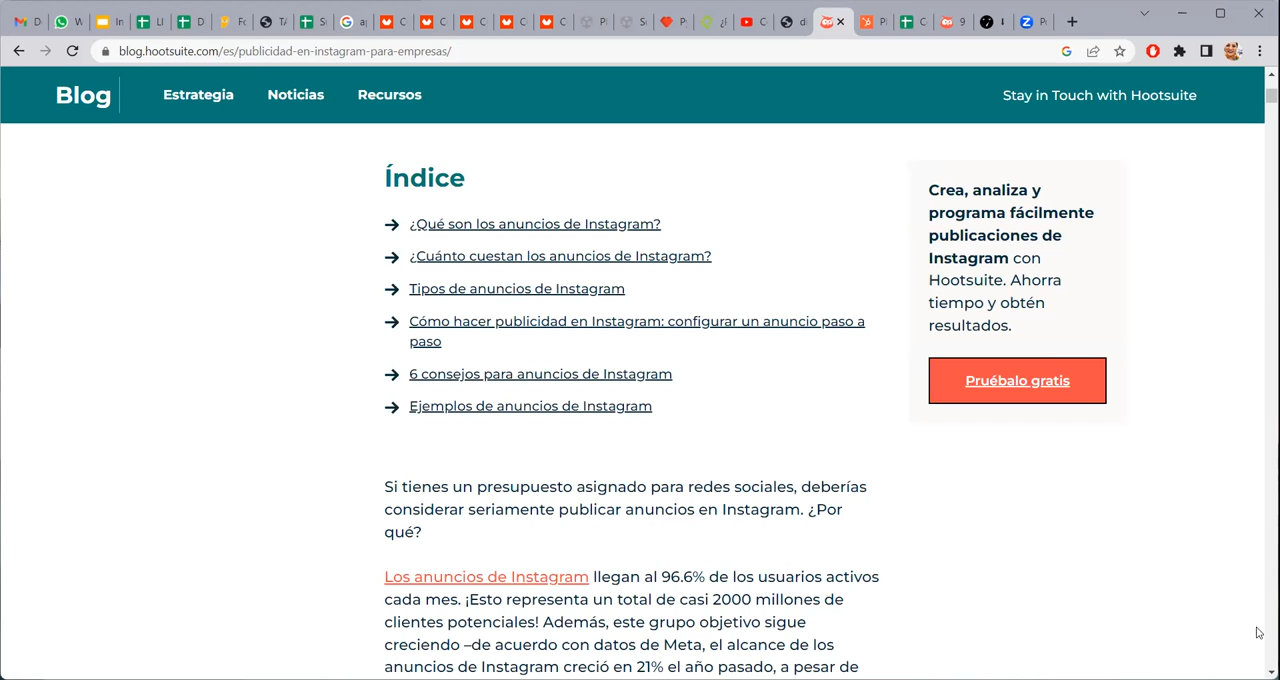 D
W
In
LI
D
Fo
TA
S
aj
C
C
C
C
C
P
S
P
¿
C
di
P
C
9
P
blog.hootsuite.com/es/publicidad-en-instagram-para-empresas/
Blog
Estrategia
Noticias
Recursos
Stay in Touch with Hootsuite
Índice
¿Qué son los anuncios de Instagram?
¿Cuánto cuestan los anuncios de Instagram?
Tipos de anuncios de Instagram
Cómo hacer publicidad en Instagram: configurar un anuncio paso a
paso
6 consejos para anuncios de Instagram
Ejemplos de anuncios de Instagram
Crea, analiza y
programa fácilmente
publicaciones de
Instagram con
Hootsuite. Ahorra
tiempo y obtén
resultados.
Pruébalo gratis
Si tienes un presupuesto asignado para redes sociales, deberías
considerar seriamente publicar anuncios en Instagram. ¿Por
qué?
Los anuncios de Instagram llegan al 96.6% de los usuarios activos
cada mes. ¡Esto representa un total de casi 2000 millones de
clientes potenciales! Además, este grupo objetivo sigue
creciendo –de acuerdo con datos de Meta, el alcance de los
anuncios de Instagram creció en 21% el año pasado, a pesar de